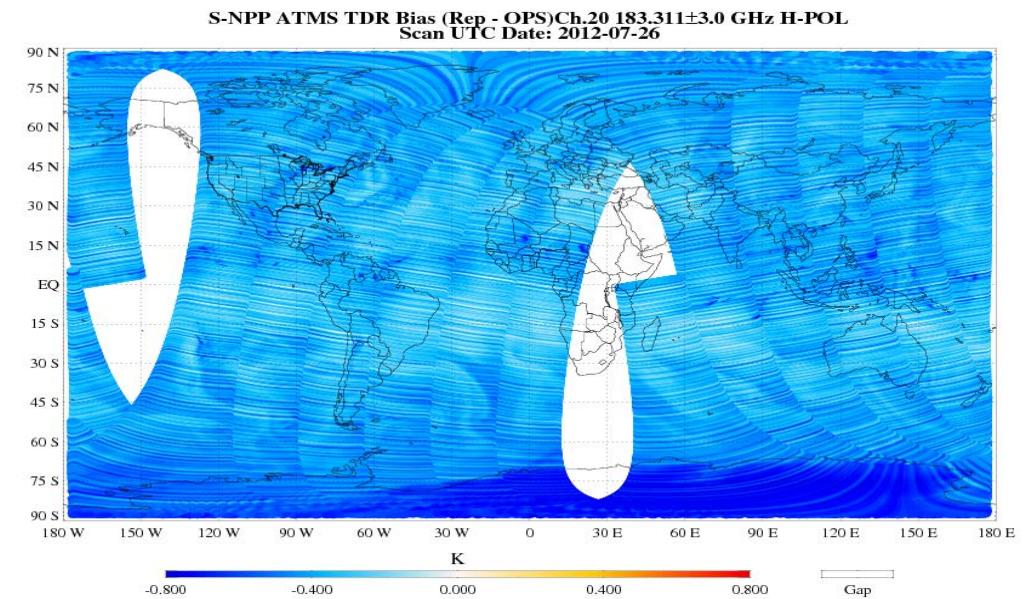 S-NPP ATMS TDR Bias (Rep - OPS)Ch.20 183.311±3.0 GHz H-POL
Scan UTC Date: 2012-07-26
90 N
75 N
60 N
45 N
30 N
15 N
EQ
15 S
30 S
45 S
60 S
75 S
90 S
180 W 150 W 120 W 90 W 60 W 30 W 0 30 E 60 E 90 E 120 E 150 E 180 E
K
-0.800 -0.400 0.000 0.400 0.800 Gap